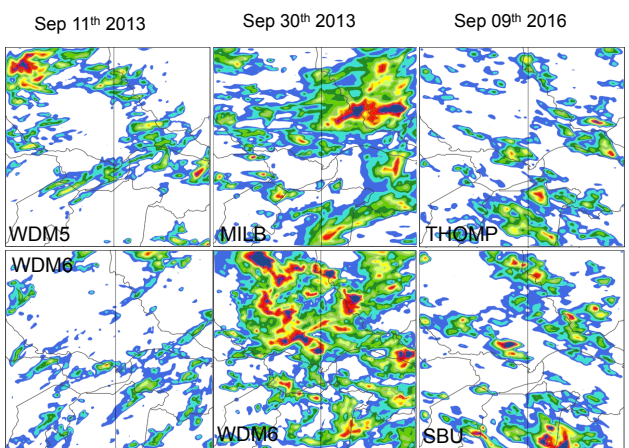 Sep 11th 2013
Sep 30th 2013
Sep 09th 2016
WDM5
MILB
THOMP
WDM6
WDM6
SBU